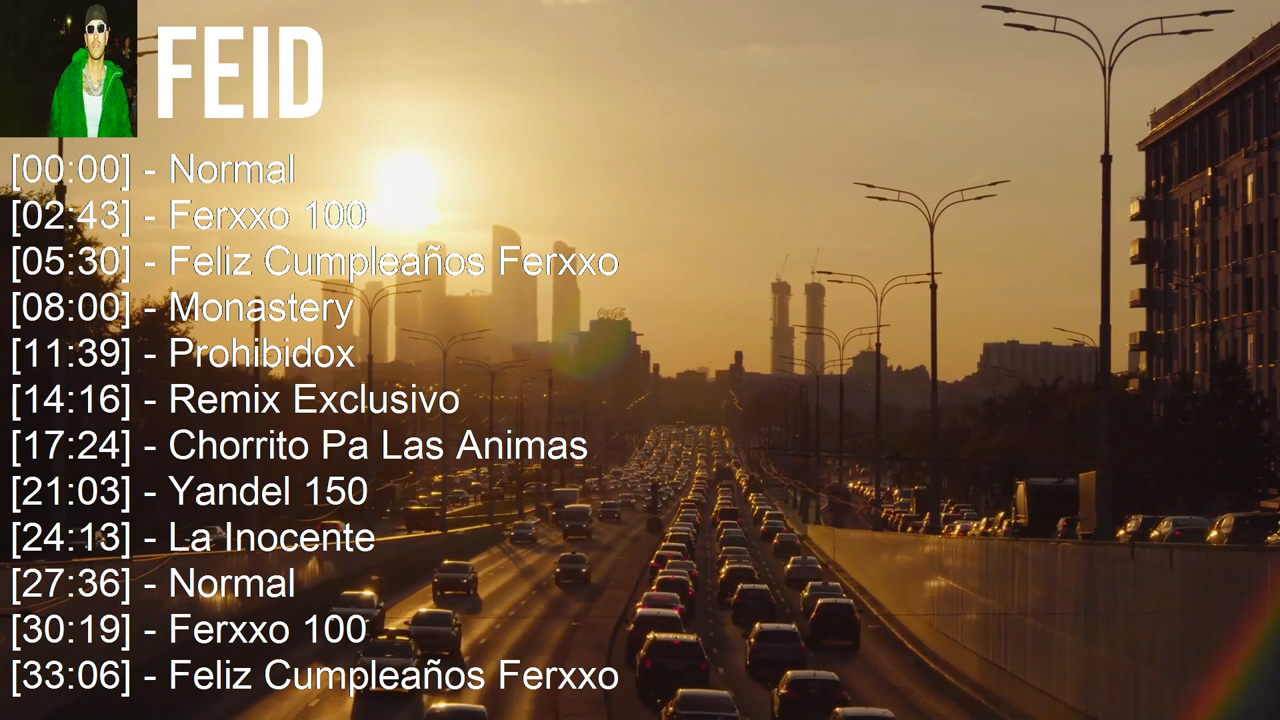 FEID
[00:00] - Normal
[02:43] - Ferxxo 100
[05:30] - Feliz Cumpleaños Ferxxo
[08:00] - Monastery
[11:39] - Prohibidox
[14:16] - Remix Exclusivo
[17:24] - Chorrito Pa Las Animas
[21:03] - Yandel 150
[24:13] - La Inocente
[27:36] - Normal
[30:19] - Ferxxo 100
[33:06] - Feliz Cumpleaños Ferxxo
Coca-Cola